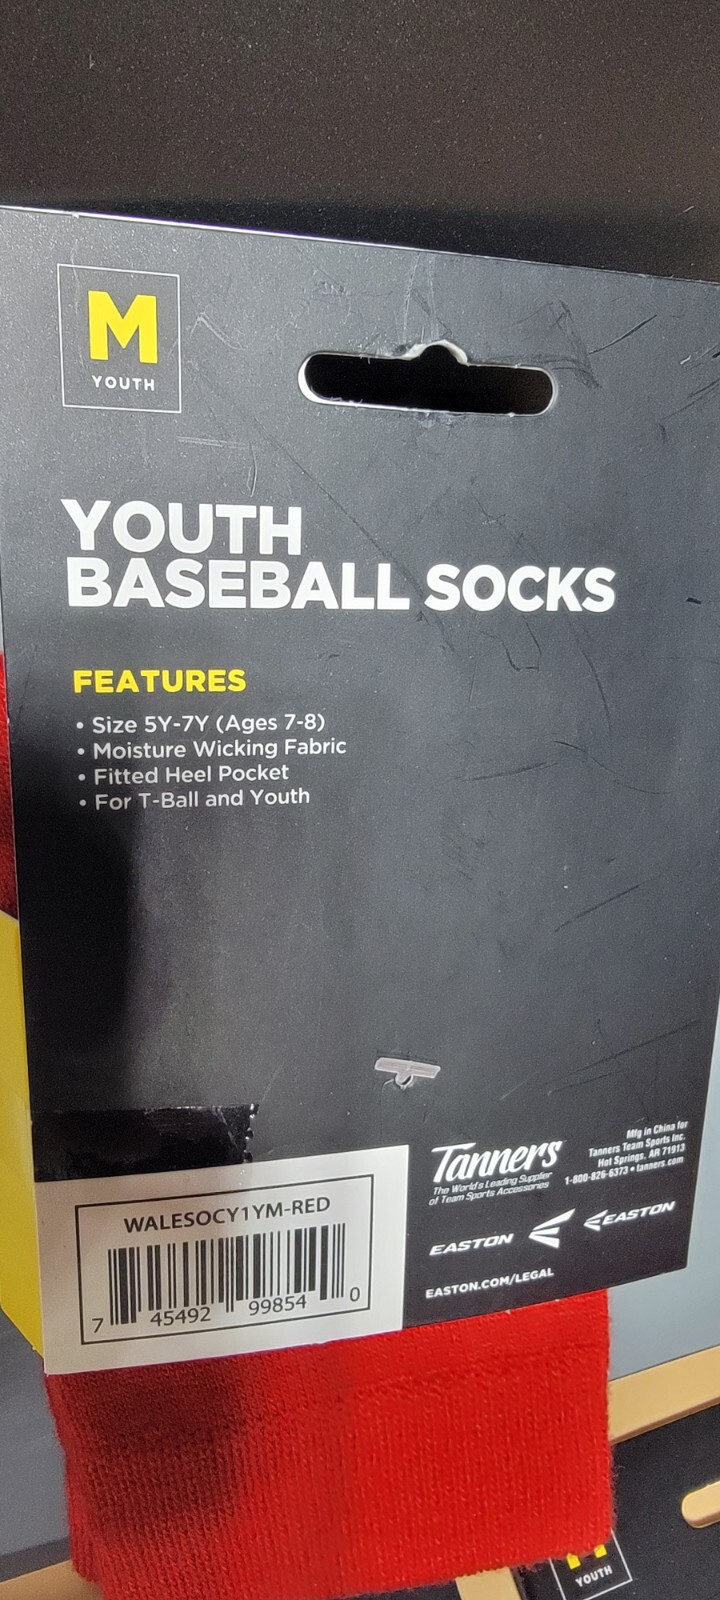 M
YOUTH
YOUTH
BASEBALL SOCKS
FEATURES
• Size 5Y-7Y (Ages 7-8)
• Moisture Wicking Fabric
• Fitted Heel Pocket
• For T-Ball and Youth
WALESOCY1YM-RED
7 45492 99854 0
Tanners
The World's Leading Supplier
of Team Sports Accessories
Mfg in China for
Tanners Team Sports Inc.
Hot Springs, AR 71913
1-800-826-6373 • tanners.com
EASTON
EASTON
EASTON.COM/LEGAL
YOUTH